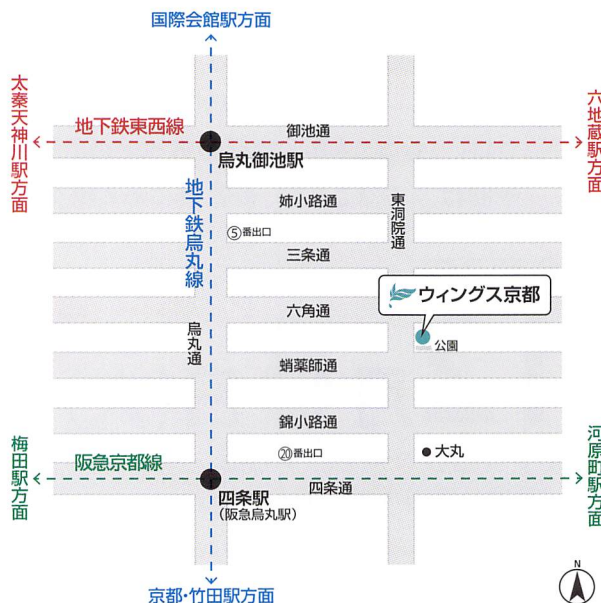 国際会館駅方面
太秦天神川駅方面
地下鉄東西線
御池通
六地蔵駅方面
烏丸御池駅
地下鉄烏丸線
姉小路通
東洞院通
⑤番出口
三条通
ウィングス京都
六角通
烏丸通
公園
蛸薬師通
錦小路通
梅田駅方面
阪急京都線
⑳番出口
大丸
河原町駅方面
四条駅
(阪急烏丸駅)
四条通
京都・竹田駅方面
N